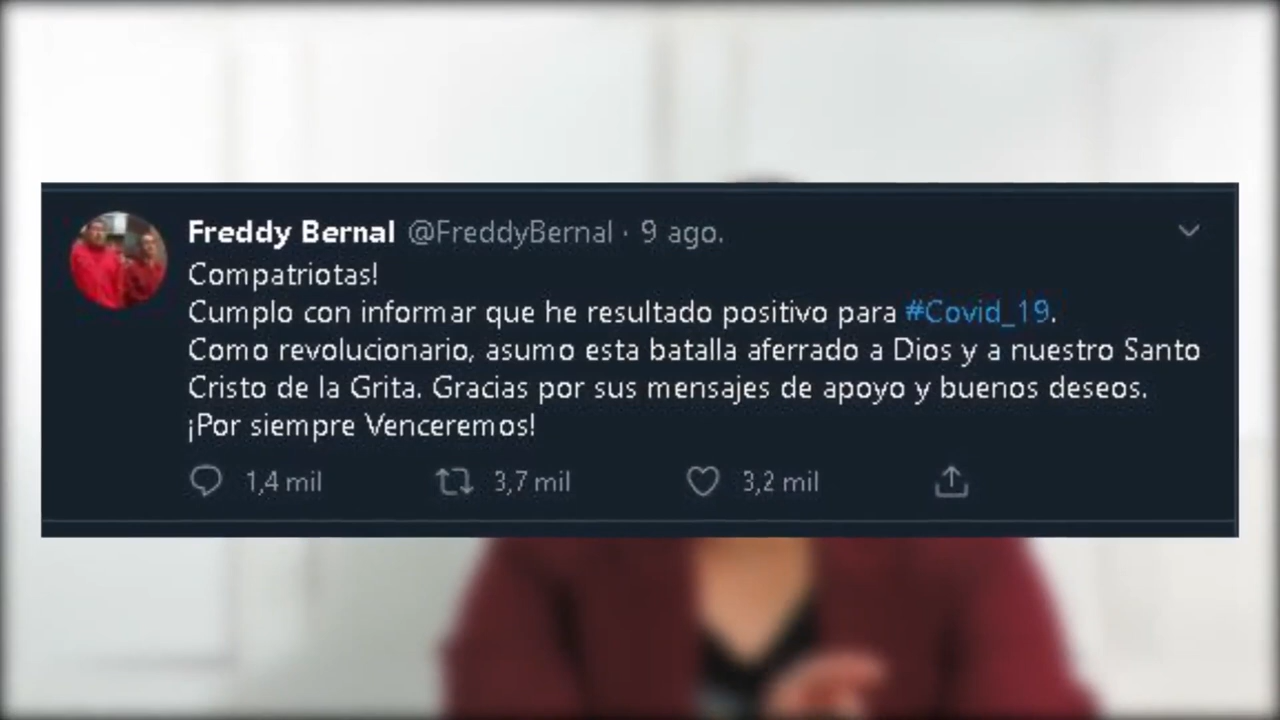 Freddy Bernal @FreddyBernal · 9 ago.
Compatriotas!
Cumplo con informar que he resultado positivo para #Covid_19.
Como revolucionario, asumo esta batalla aferrado a Dios y a nuestro Santo
Cristo de la Grita. Gracias por sus mensajes de apoyo y buenos deseos.
¡Por siempre Venceremos!
1,4 mil 3,7 mil 3,2 mil